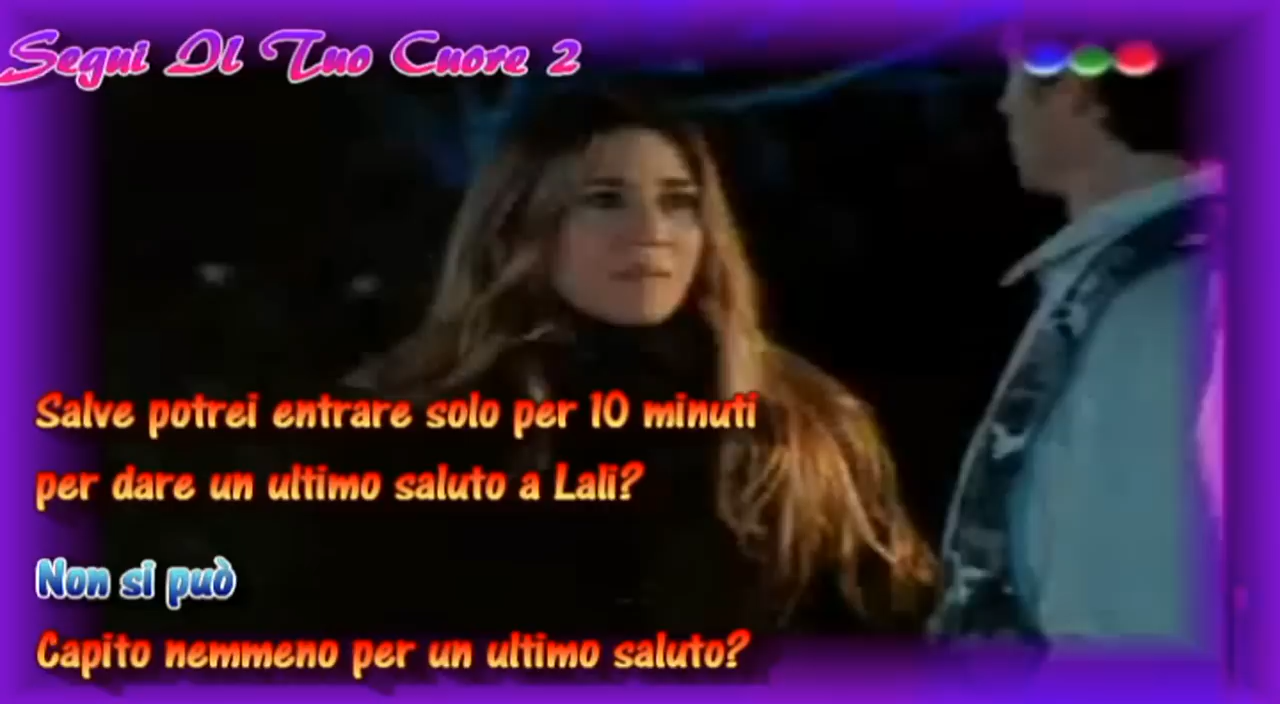 Segui Il Tuo Cuore 2
Salve potrei entrare solo per 10 minuti
per dare un ultimo saluto a Lali?
Non si può
Capito nemmeno per un ultimo saluto?